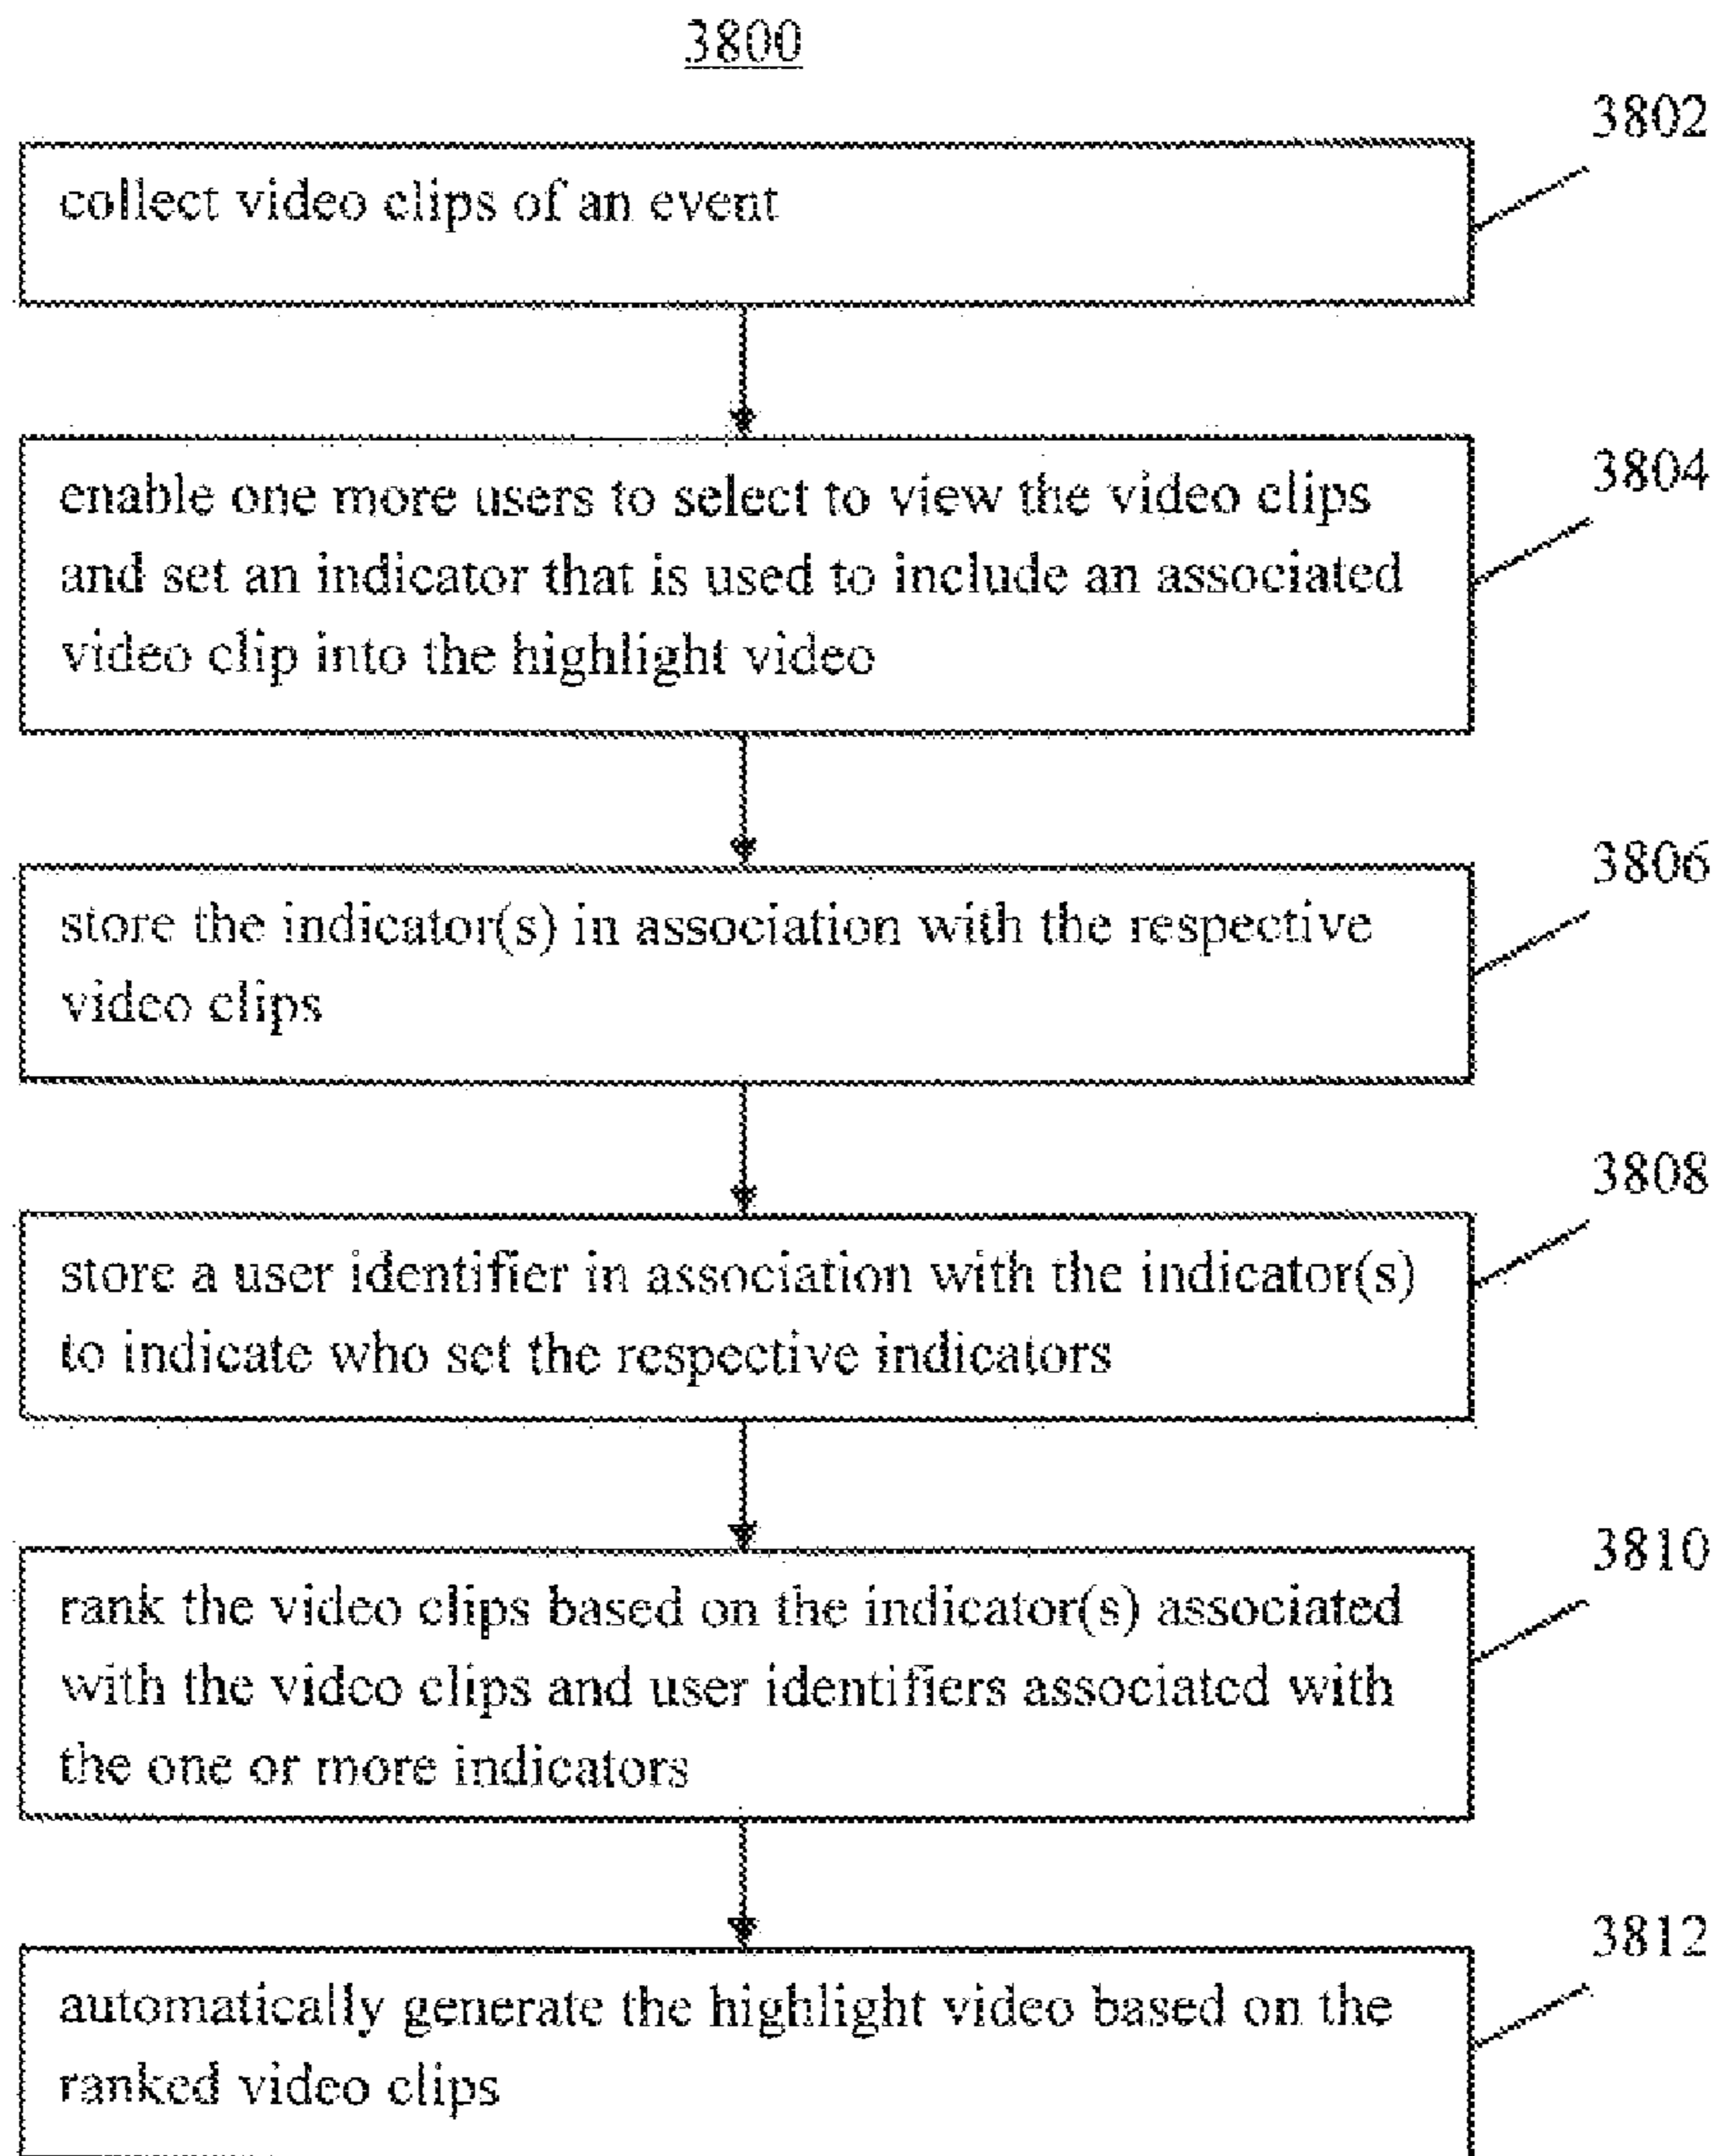 3800
3802
collect video clips of an event
3804
enable one more users to select to view the video clips
and set an indicator that is used to include an associated
video clip into the highlight video
3806
store the indicator(s) in association with the respective
video clips
3808
store a user identifier in association with the indicator(s)
to indicate who set the respective indicators
3810
rank the video clips based on the indicator(s) associated
with the video clips and user identifiers associated with
the one or more indicators
3812
automatically generate the highlight video based on the
ranked video clips